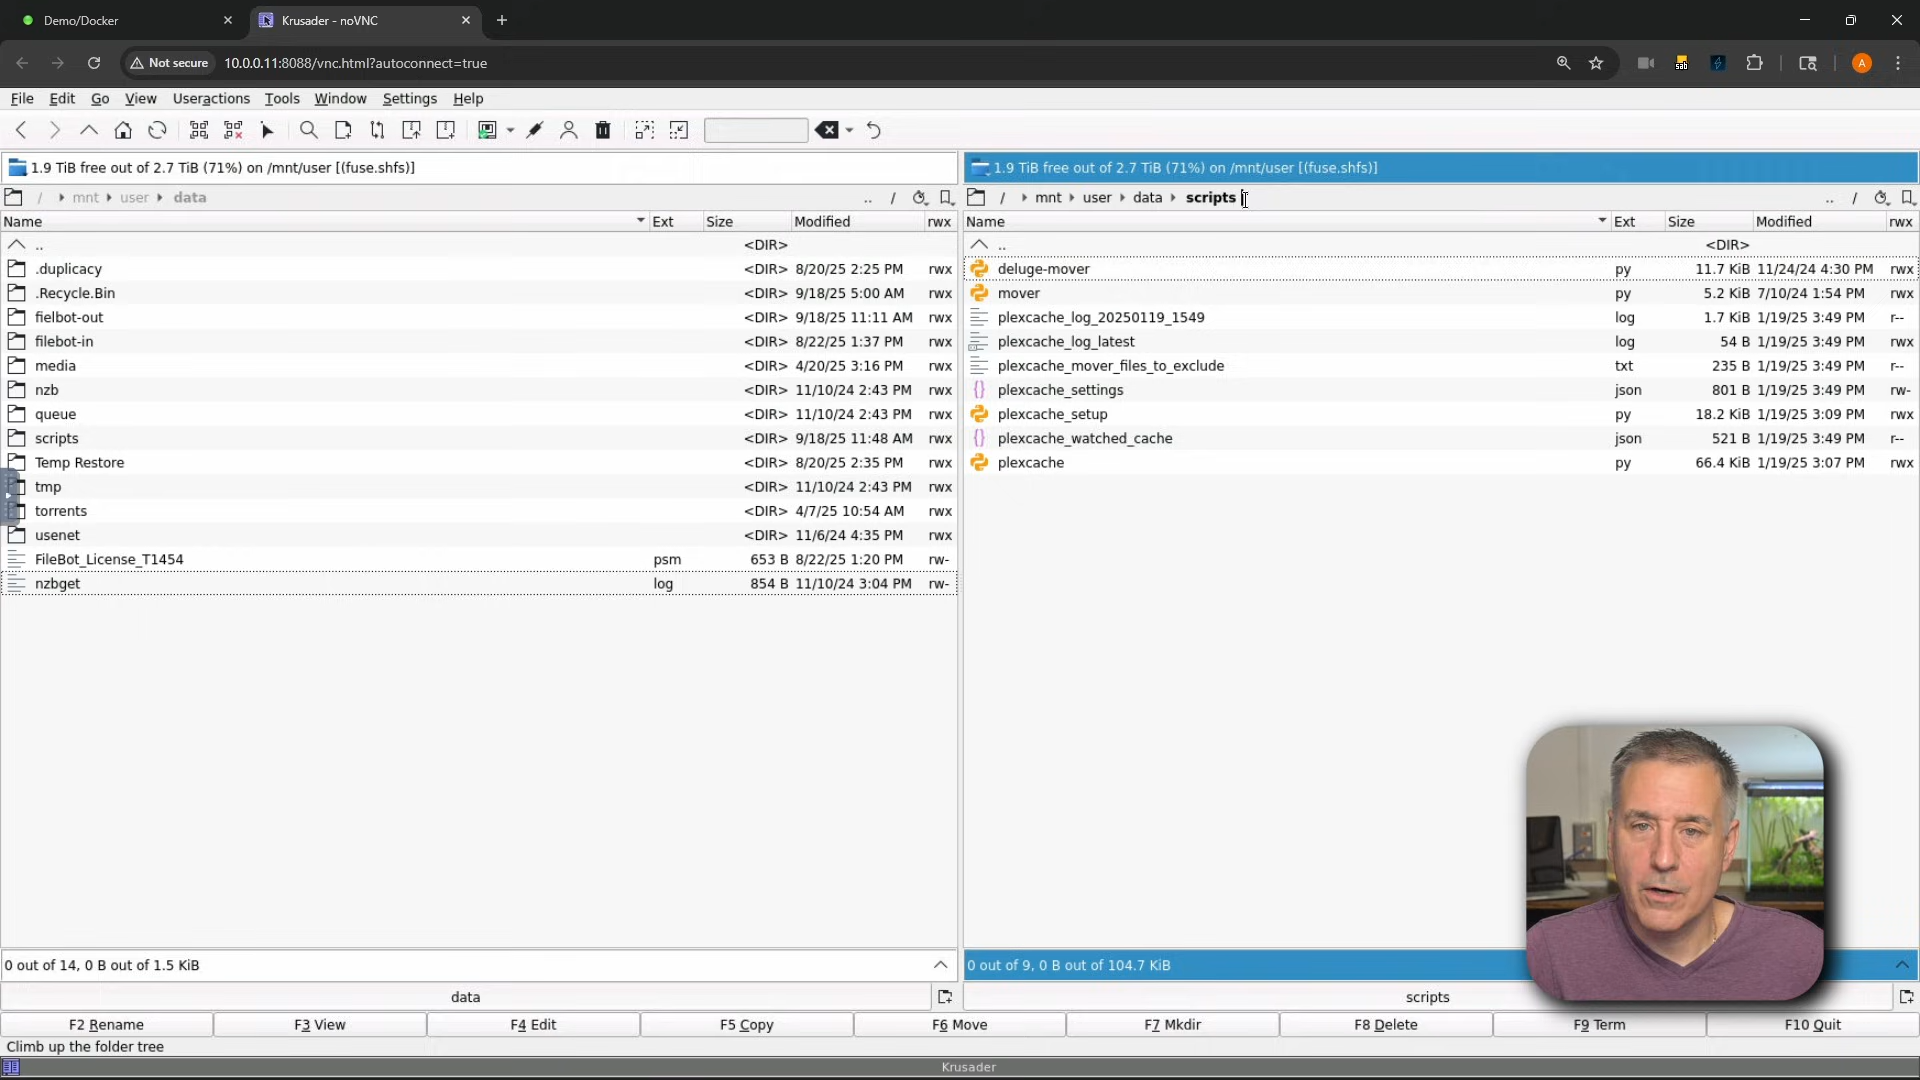 Demo/Docker
Krusader - noVNC
Not secure
10.0.0.11:8088/vnc.html?autoconnect=true
sab
A
File Edit Go View Useractions Tools Window Settings Help
1.9 TiB free out of 2.7 TiB (71%) on /mnt/user [(fuse.shfs)]
/ mnt user data .. /
Name Ext Size Modified rwx
.. <DIR>
.duplicacy <DIR> 8/20/25 2:25 PM rwx
.Recycle.Bin <DIR> 9/18/25 5:00 AM rwx
fielbot-out <DIR> 9/18/25 11:11 AM rwx
filebot-in <DIR> 8/22/25 1:37 PM rwx
media <DIR> 4/20/25 3:16 PM rwx
nzb <DIR> 11/10/24 2:43 PM rwx
queue <DIR> 11/10/24 2:43 PM rwx
scripts <DIR> 9/18/25 11:48 AM rwx
Temp Restore <DIR> 8/20/25 2:35 PM rwx
tmp <DIR> 11/10/24 2:43 PM rwx
torrents <DIR> 4/7/25 10:54 AM rwx
usenet <DIR> 11/6/24 4:35 PM rwx
FileBot_License_T1454 psm 653 B 8/22/25 1:20 PM rw-
nzbget log 854 B 11/10/24 3:04 PM rw-
0 out of 14, 0 B out of 1.5 KiB
data
1.9 TiB free out of 2.7 TiB (71%) on /mnt/user [(fuse.shfs)]
/ mnt user data scripts .. /
Name Ext Size Modified rwx
.. <DIR>
deluge-mover py 11.7 KiB 11/24/24 4:30 PM rwx
mover py 5.2 KiB 7/10/24 1:54 PM rwx
plexcache_log_20250119_1549 log 1.7 KiB 1/19/25 3:49 PM r--
plexcache_log_latest log 54 B 1/19/25 3:49 PM rwx
plexcache_mover_files_to_exclude txt 235 B 1/19/25 3:49 PM r--
plexcache_settings json 801 B 1/19/25 3:49 PM rw-
plexcache_setup py 18.2 KiB 1/19/25 3:09 PM rwx
plexcache_watched_cache json 521 B 1/19/25 3:49 PM r--
plexcache py 66.4 KiB 1/19/25 3:07 PM rwx
0 out of 9, 0 B out of 104.7 KiB
scripts
F2 Rename F3 View F4 Edit F5 Copy F6 Move F7 Mkdir F8 Delete F9 Term F10 Quit
Climb up the folder tree
Krusader